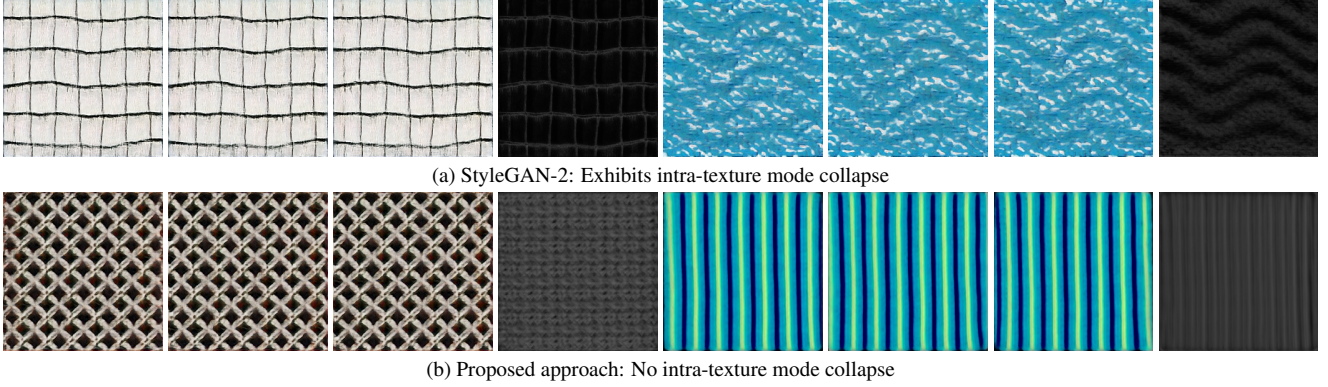 (a) StyleGAN-2: Exhibits intra-texture mode collapse
(b) Proposed approach: No intra-texture mode collapse